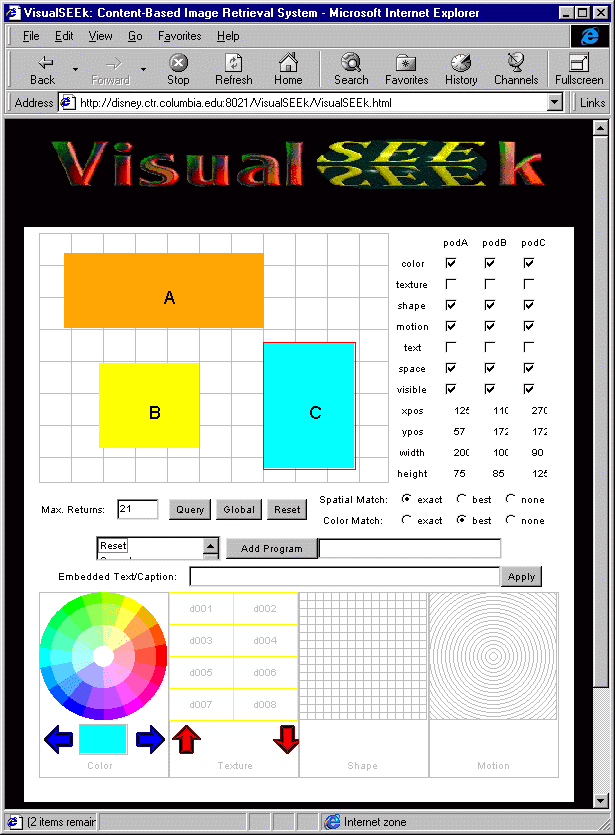 VisualSEEk: Content-Based Image Retrieval System - Microsoft Internet Explorer
File Edit View Go Favorites Help
Back Forward Stop Refresh Home Search Favorites History Channels Fullscreen
Address http://disney.ctr.columbia.edu:8021/VisualSEEk/VisualSEEk.html Links
Visual SEE k
podA podB podC
color
texture
shape
motion
text
space
visible
xpos 125 110 270
ypos 57 172 172
width 200 100 90
height 75 85 125
A
B
C
Max. Returns: 21 Query Global Reset
Spatial Match: exact best none
Color Match: exact best none
Reset Add Program
Embedded Text/Caption: Apply
d001 d002
d003 d004
d005 d006
d007 d008
Color Texture Shape Motion
(2 items remain Internet zone